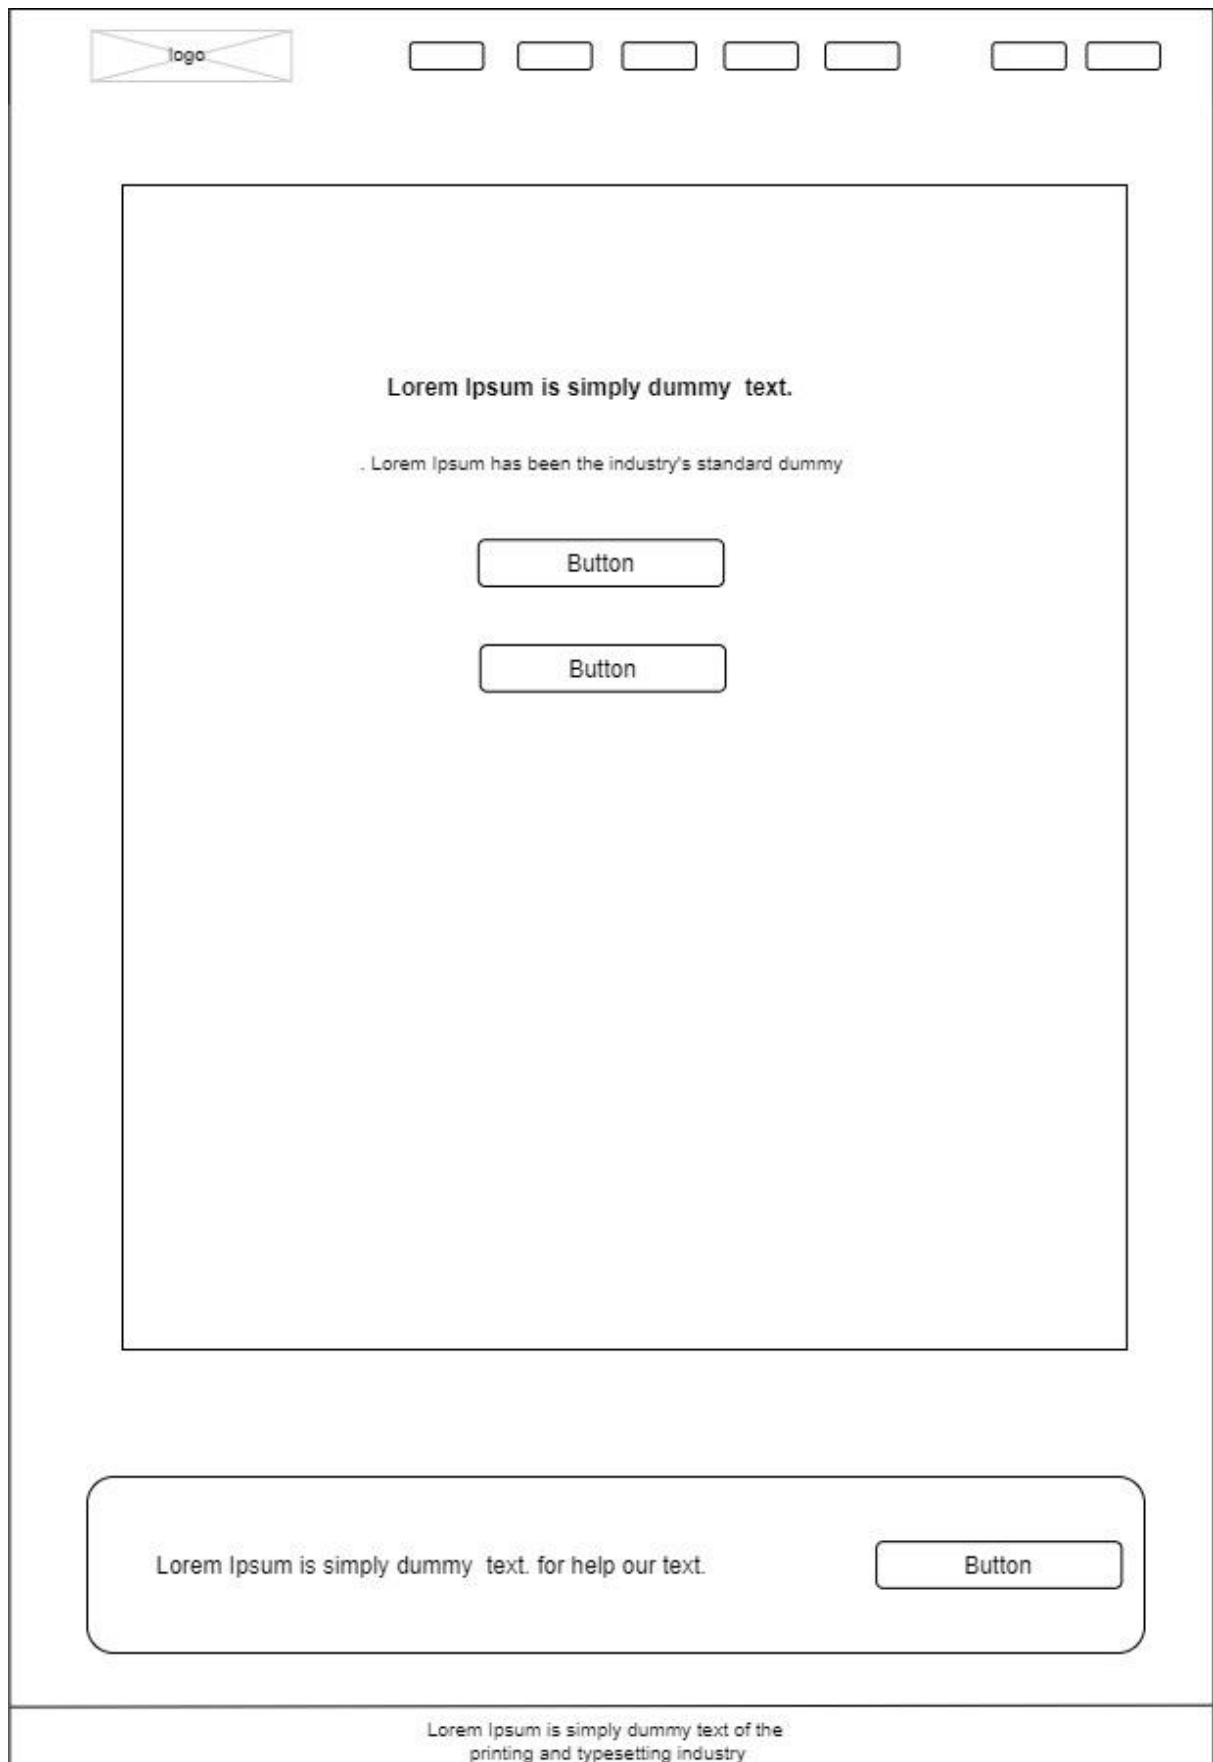 logo
Lorem Ipsum is simply dummy  text.
. Lorem Ipsum has been the industry's standard dummy
Button
Button
Lorem Ipsum is simply dummy  text. for help our text.
Button
Lorem Ipsum is simply dummy text of the
printing and typesetting industry